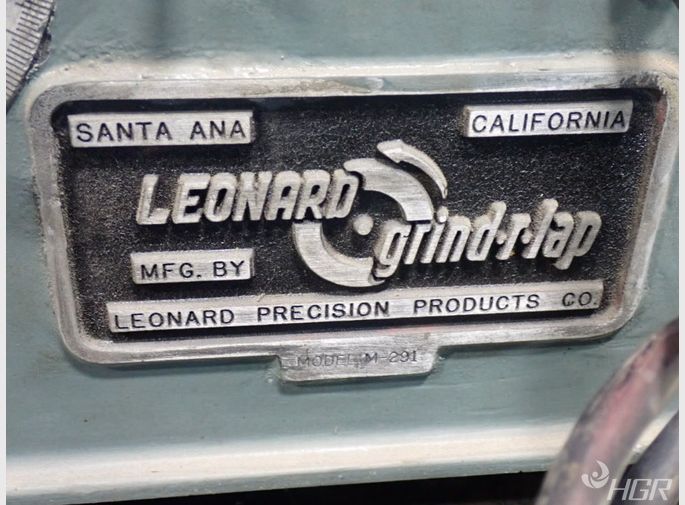 SANTA ANA CALIFORNIA
LEONARD
grind·r·lap
MFG. BY
LEONARD PRECISION PRODUCTS CO.
MODEL M-291
HGR